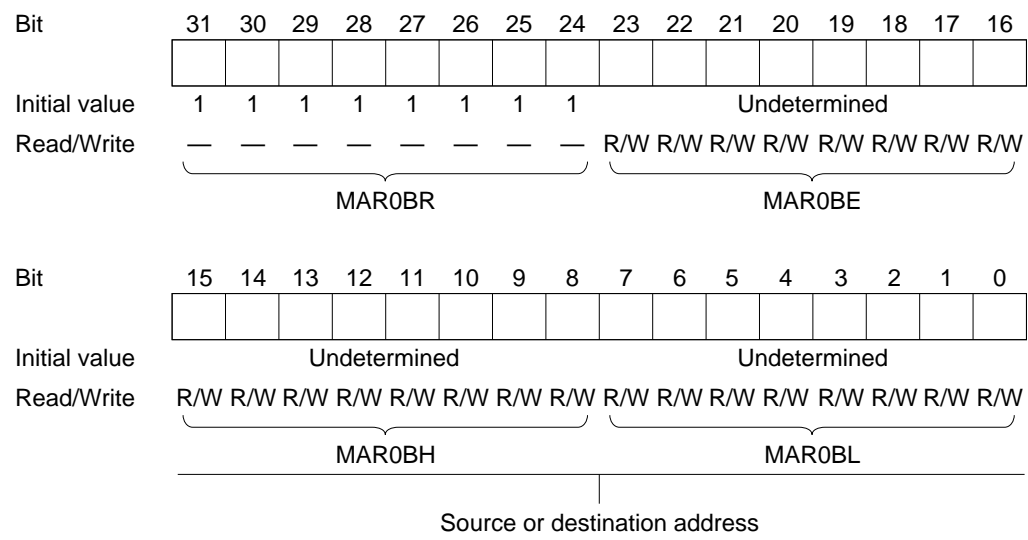 Bit 31 30 29 28 27 26 25 24 23 22 21 20 19 18 17 16
Initial value 1 1 1 1 1 1 1 1 Undetermined
Read/Write — — — — — — — — R/W R/W R/W R/W R/W R/W R/W R/W
MAR0BR MAR0BE
Bit 15 14 13 12 11 10 9 8 7 6 5 4 3 2 1 0
Initial value Undetermined Undetermined
Read/Write R/W R/W R/W R/W R/W R/W R/W R/W R/W R/W R/W R/W R/W R/W R/W R/W
MAR0BH MAR0BL
Source or destination address